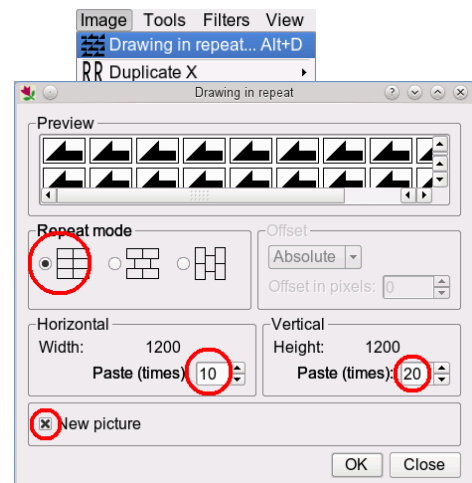 Image Tools Filters View
Drawing in repeat... Alt+D
RR Duplicate X
Drawing in repeat
Preview
Repeat mode
Offset
Absolute
Offset in pixels: 0
Horizontal
Vertical
Width: 1200
Height: 1200
Paste (times) 10
Paste (times): 20
New picture
OK Close